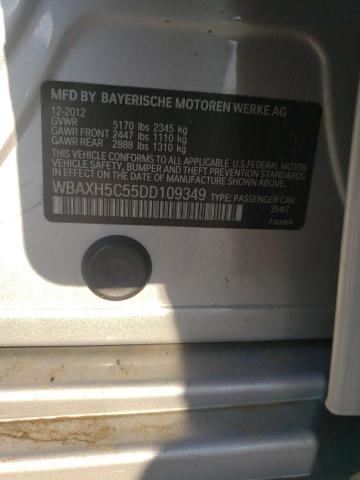 MFD BY BAYERISCHE MOTOREN WERKE AG
12-2012
GVWR 5170 lbs 2345 kg
GAWR FRONT 2447 lbs 1110 kg
GAWR REAR 2888 lbs 1310 kg
THIS VEHICLE CONFORMS TO ALL APPLICABLE U.S.FEDERAL MOTOR
VEHICLE SAFETY, BUMPER, AND THEFT PREVENTION STANDARDS
IN EFFECT ON THE DATE OF MANUFACTURE SHOWN ABOVE.
WBAXH5C55DD109349 TYPE: PASSENGER CAR
354/7